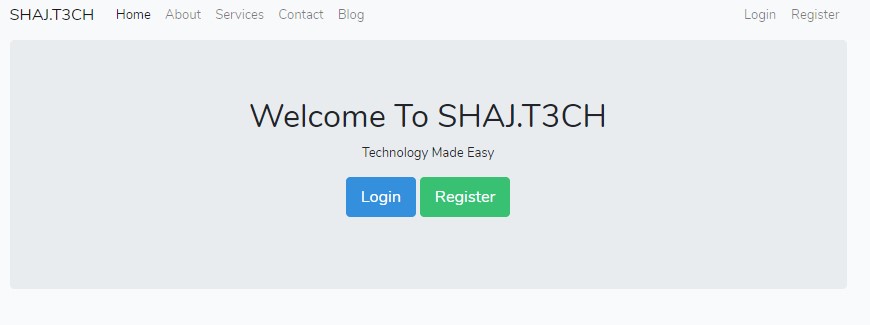 SHAJ.T3CH Home About Services Contact Blog Login Register
Welcome To SHAJ.T3CH
Technology Made Easy
Login Register